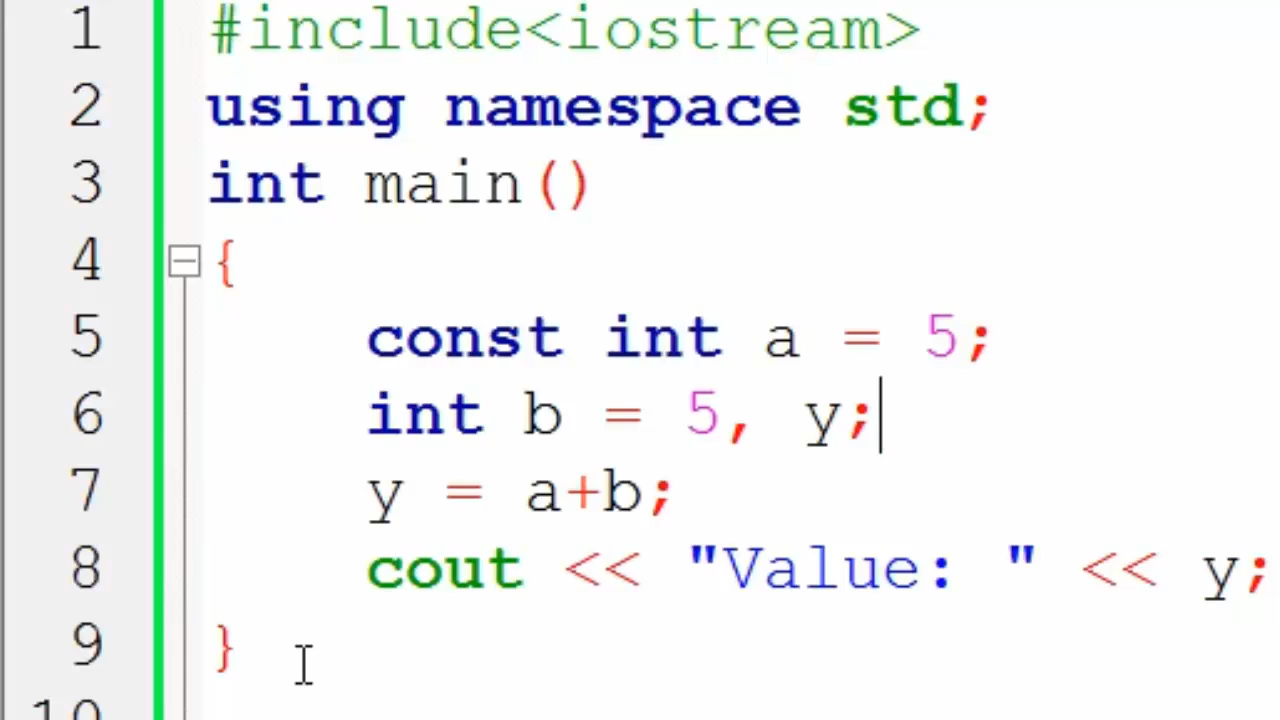 1 #include<iostream>
2 using namespace std;
3 int main()
4 {
5 const int a = 5;
6 int b = 5, y;
7 y = a+b;
8 cout << "Value: " << y;
9 }
10